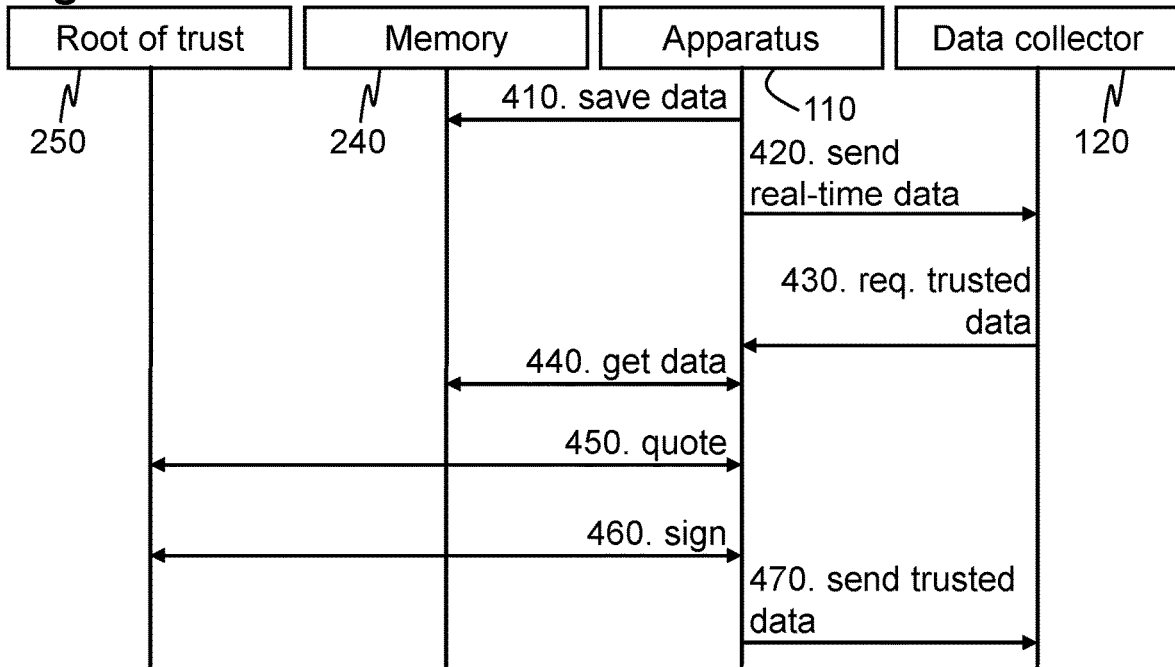 Root of trust
Memory
Apparatus
Data collector
250
240
110
120
410. save data
420. send
real-time data
430. req. trusted
data
440. get data
450. quote
460. sign
470. send trusted
data